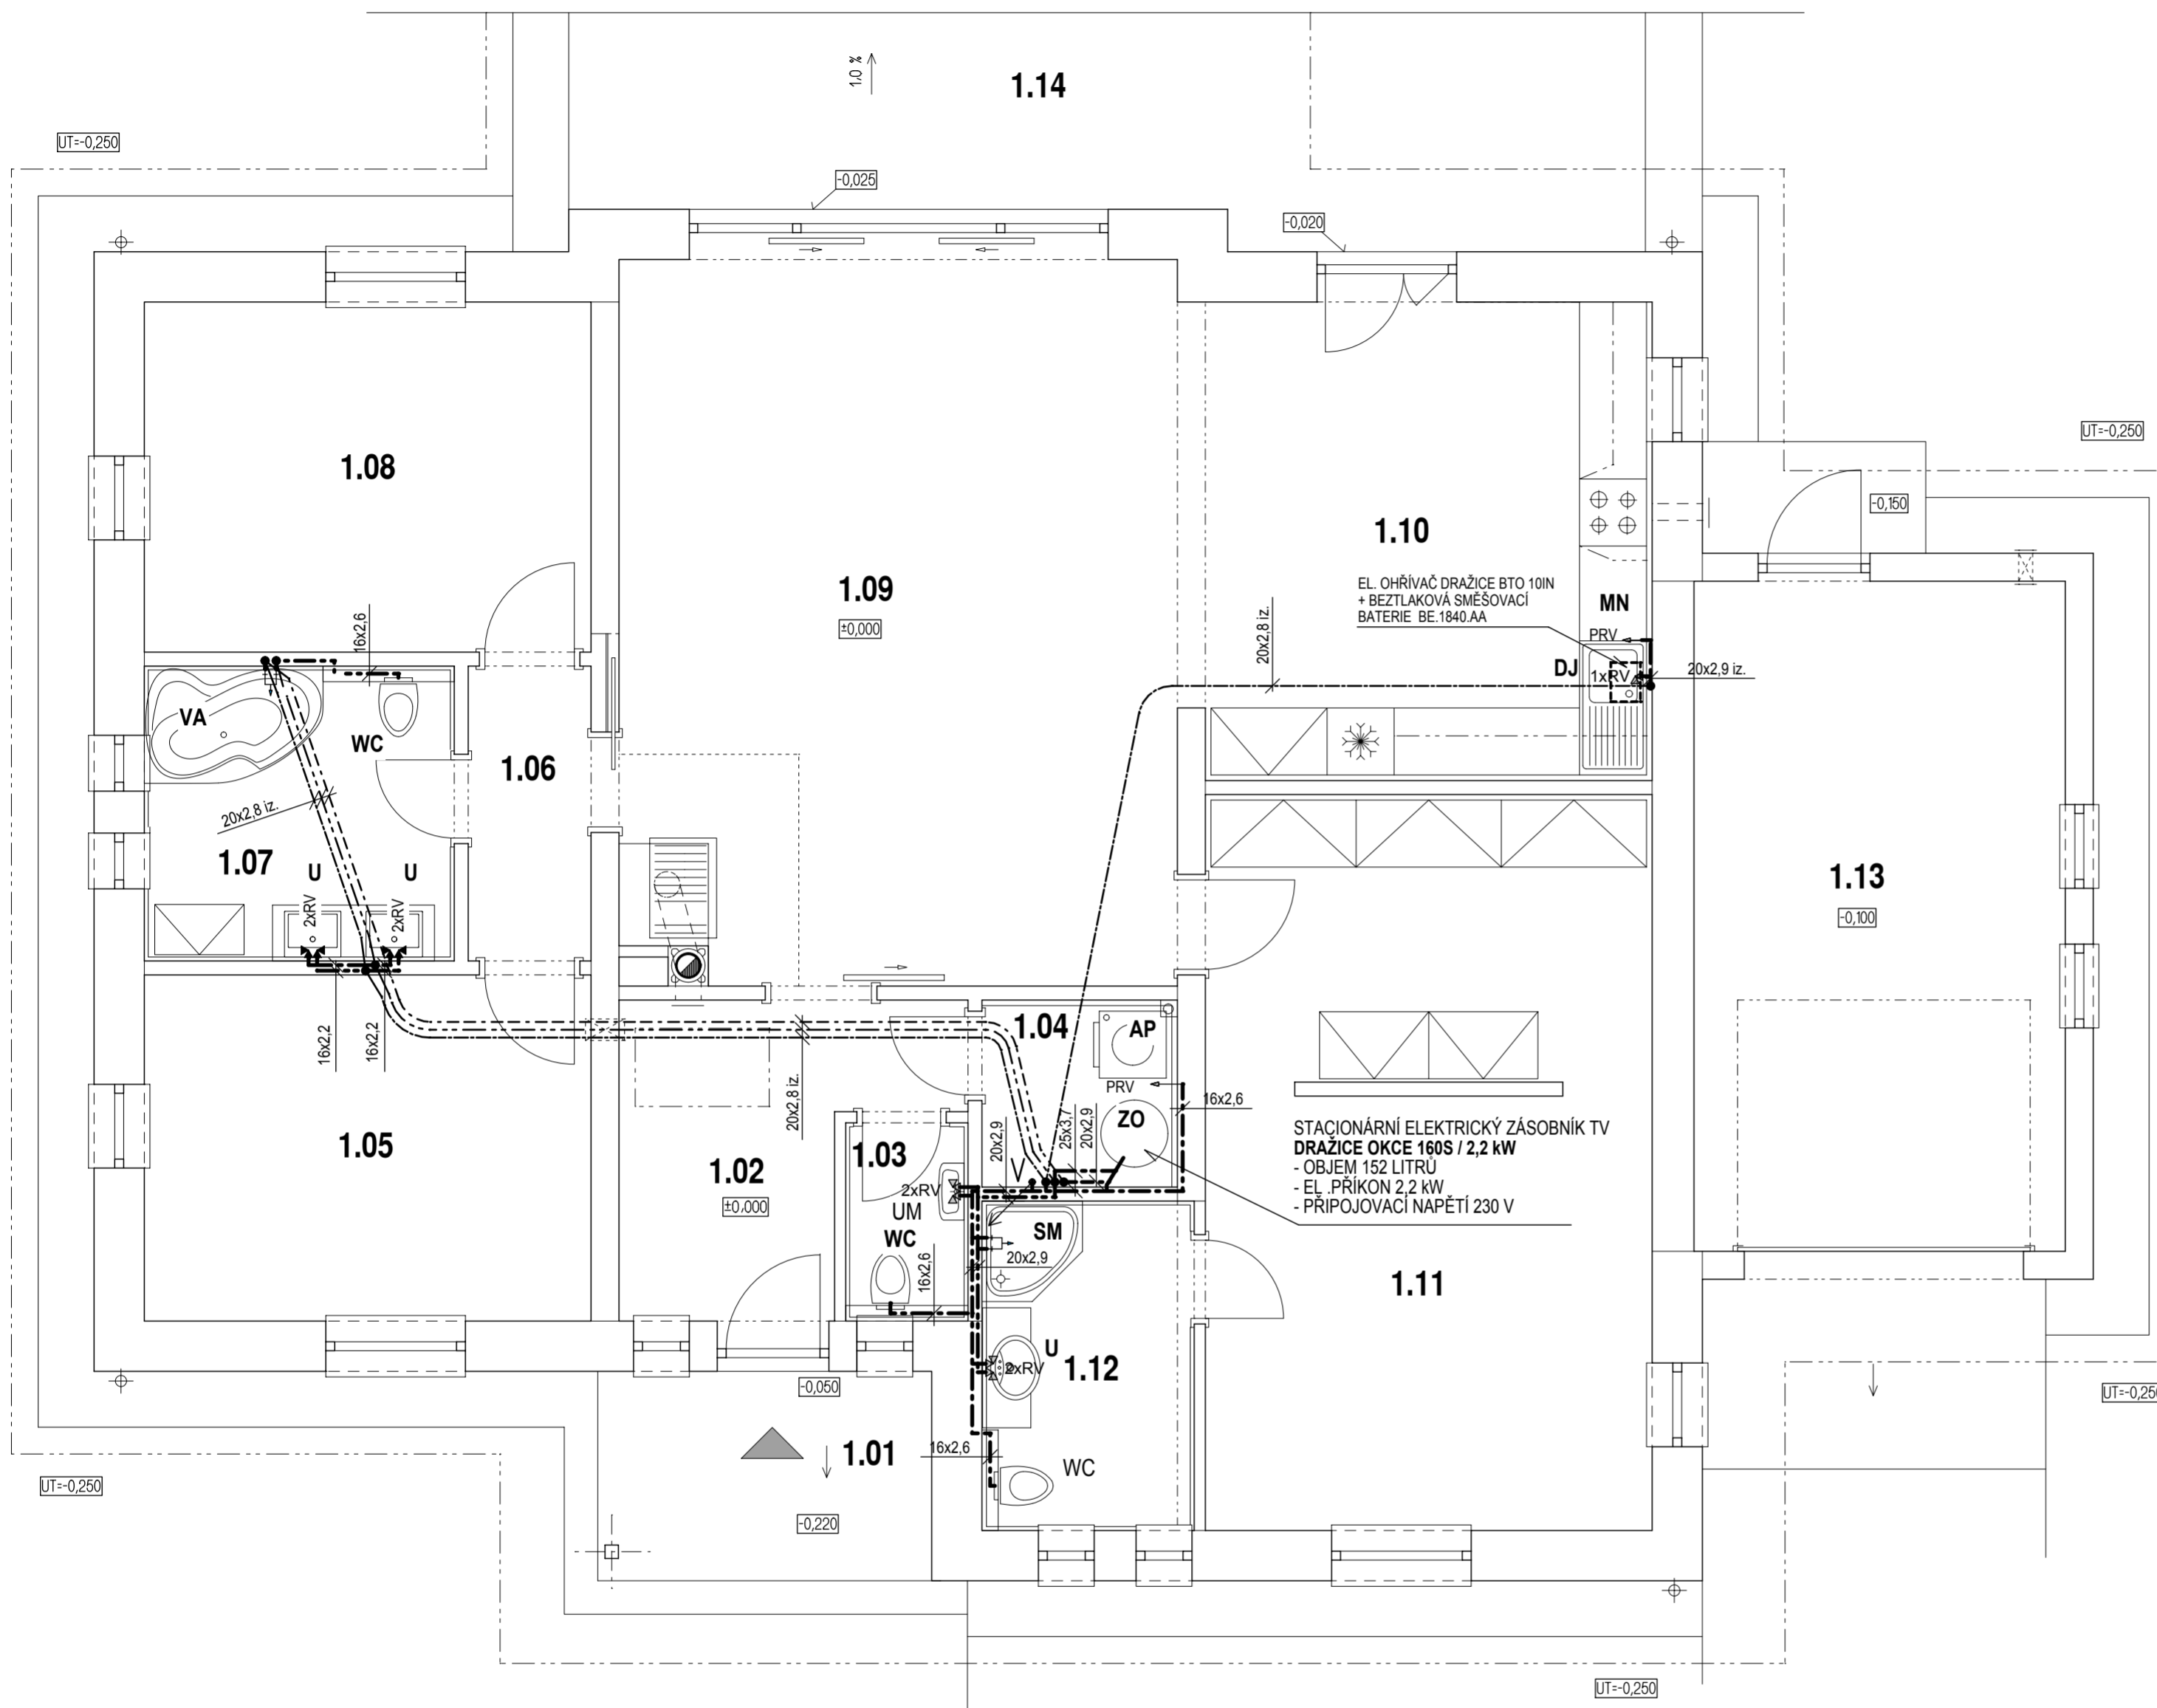 1.14
1.0 %
UT=-0,250
-0,025
-0,020
UT=-0,250
1.08
-0,150
1.10
1.09
±0,000
EL. OHŘÍVAČ DRAŽICE BTO 10IN
+ BEZTLAKOVÁ SMĚŠOVACÍ
BATERIE BE.1840.AA
MN
PRV
16x2,6
20x2,8 iz.
DJ
1xRV
20x2,9 iz.
VA
WC
1.06
20x2,8 iz.
1.07
U
U
2xRV
2xRV
1.13
-0,100
16x2,2
16x2,2
1.04
AP
PRV
20x2,8 iz.
16x2,6
ZO
25x3,7
20x2,9
20x2,9
V
STACIONÁRNÍ ELEKTRICKÝ ZÁSOBNÍK TV
DRAŽICE OKCE 160S / 2,2 kW
- OBJEM 152 LITRŮ
- EL .PŘÍKON 2,2 kW
- PŘIPOJOVACÍ NAPĚTÍ 230 V
1.05
1.02
±0,000
1.03
2xRV
UM
WC
SM
20x2,9
16x2,6
1.11
U
2xRV
1.12
-0,050
1.01
16x2,6
WC
UT=-0,250
UT=-0,250
-0,220
UT=-0,250